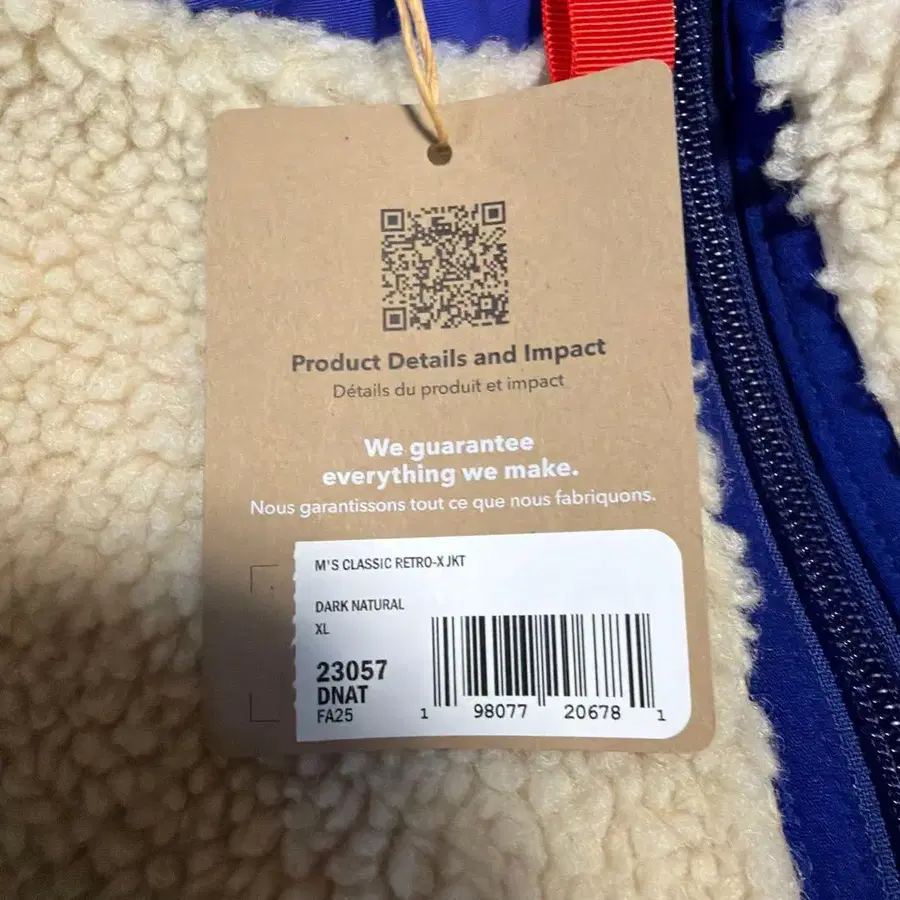 Product Details and Impact
Détails du produit et impact
We guarantee
everything we make.
Nous garantissons tout ce que nous fabriquons.
M'S CLASSIC RETRO-X JKT
DARK NATURAL
XL
23057
DNAT
FA25
1 98077 20678 1